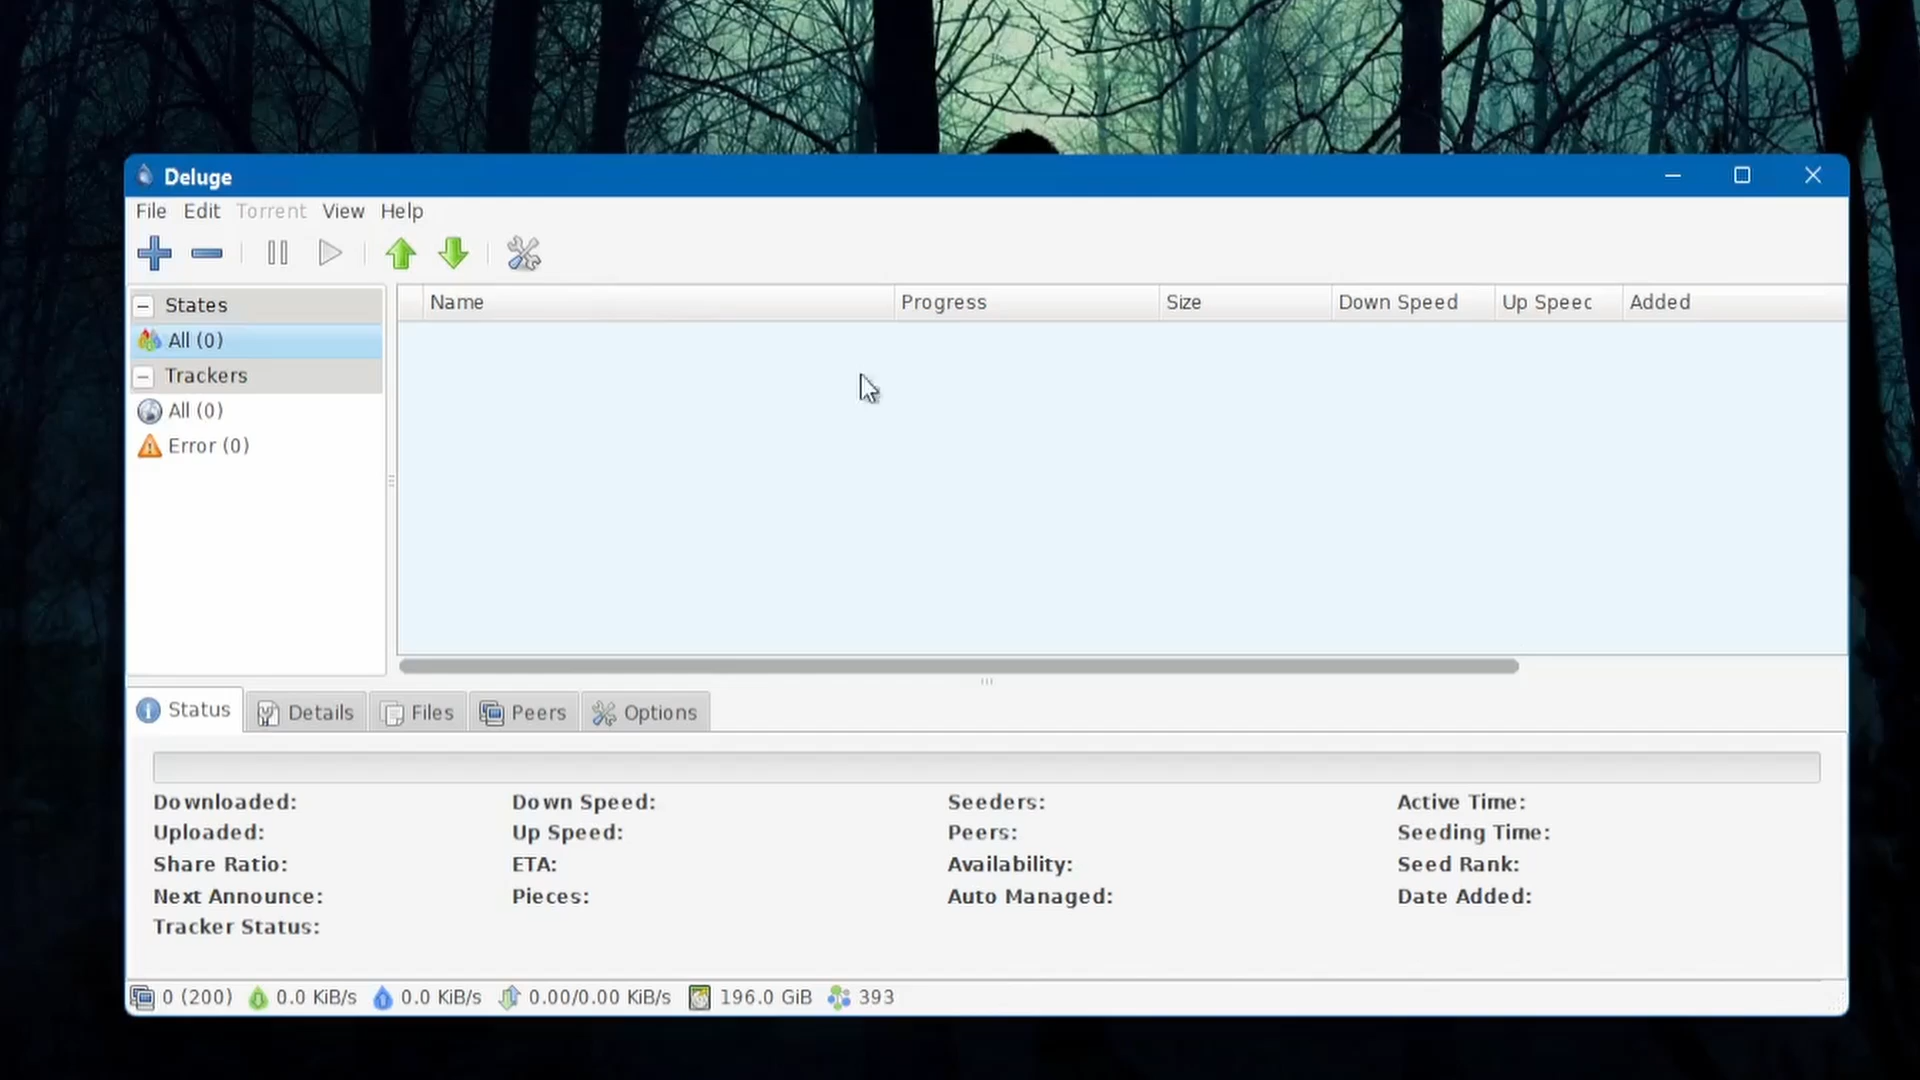 Deluge
File Edit Torrent View Help
States
All (0)
Trackers
All (0)
Error (0)
Name Progress Size Down Speed Up Speec Added
Status Details Files Peers Options
Downloaded: Down Speed: Seeders: Active Time:
Uploaded: Up Speed: Peers: Seeding Time:
Share Ratio: ETA: Availability: Seed Rank:
Next Announce: Pieces: Auto Managed: Date Added:
Tracker Status:
0 (200) 0.0 KiB/s 0.0 KiB/s 0.00/0.00 KiB/s 196.0 GiB 393